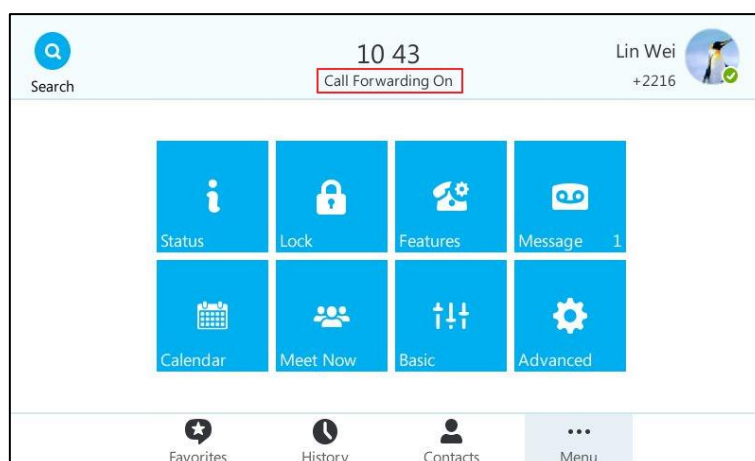 10 43
Lin Wei
Call Forwarding On
+2216
Search
Status
Lock
Features
Message 1
Calendar
Meet Now
Basic
Advanced
Favorites
History
Contacts
Menu